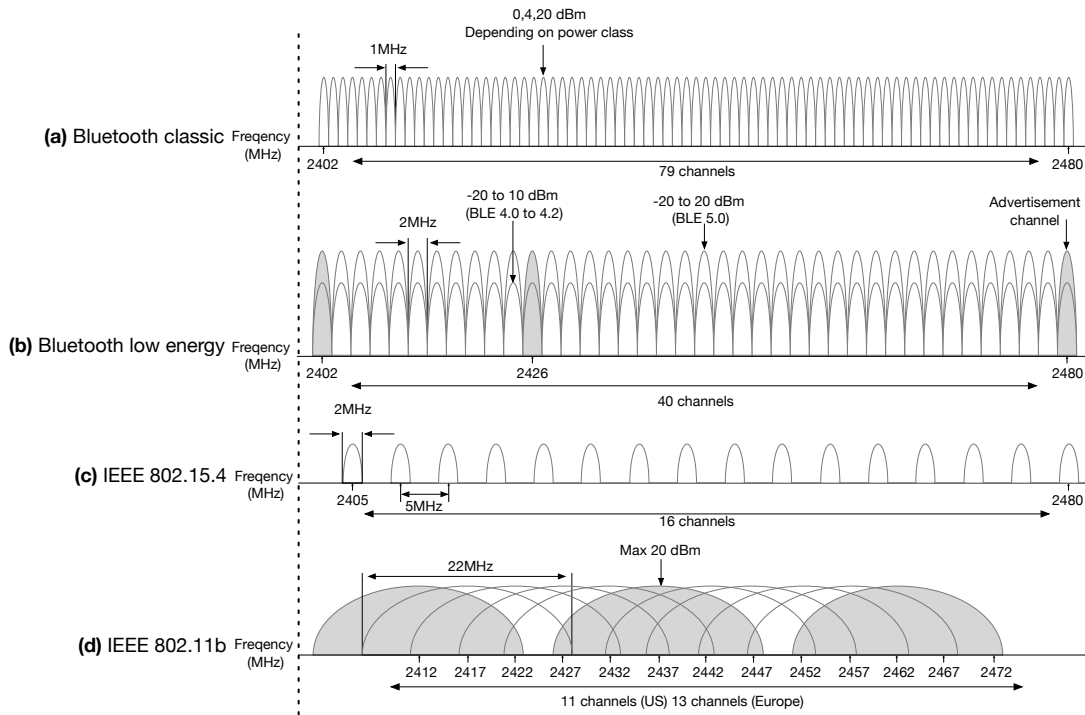 0,4,20 dBm
Depending on power class
1MHz
(a) Bluetooth classic
Freqency
(MHz)
2402
79 channels
2480
-20 to 10 dBm
(BLE 4.0 to 4.2)
-20 to 20 dBm
(BLE 5.0)
Advertisement
channel
2MHz
(b) Bluetooth low energy
Freqency
(MHz)
2402
2426
2480
40 channels
2MHz
(c) IEEE 802.15.4
Freqency
(MHz)
2405
5MHz
2480
16 channels
Max 20 dBm
22MHz
(d) IEEE 802.11b
Freqency
(MHz)
2412 2417 2422 2427 2432 2437 2442 2447 2452 2457 2462 2467 2472
11 channels (US) 13 channels (Europe)